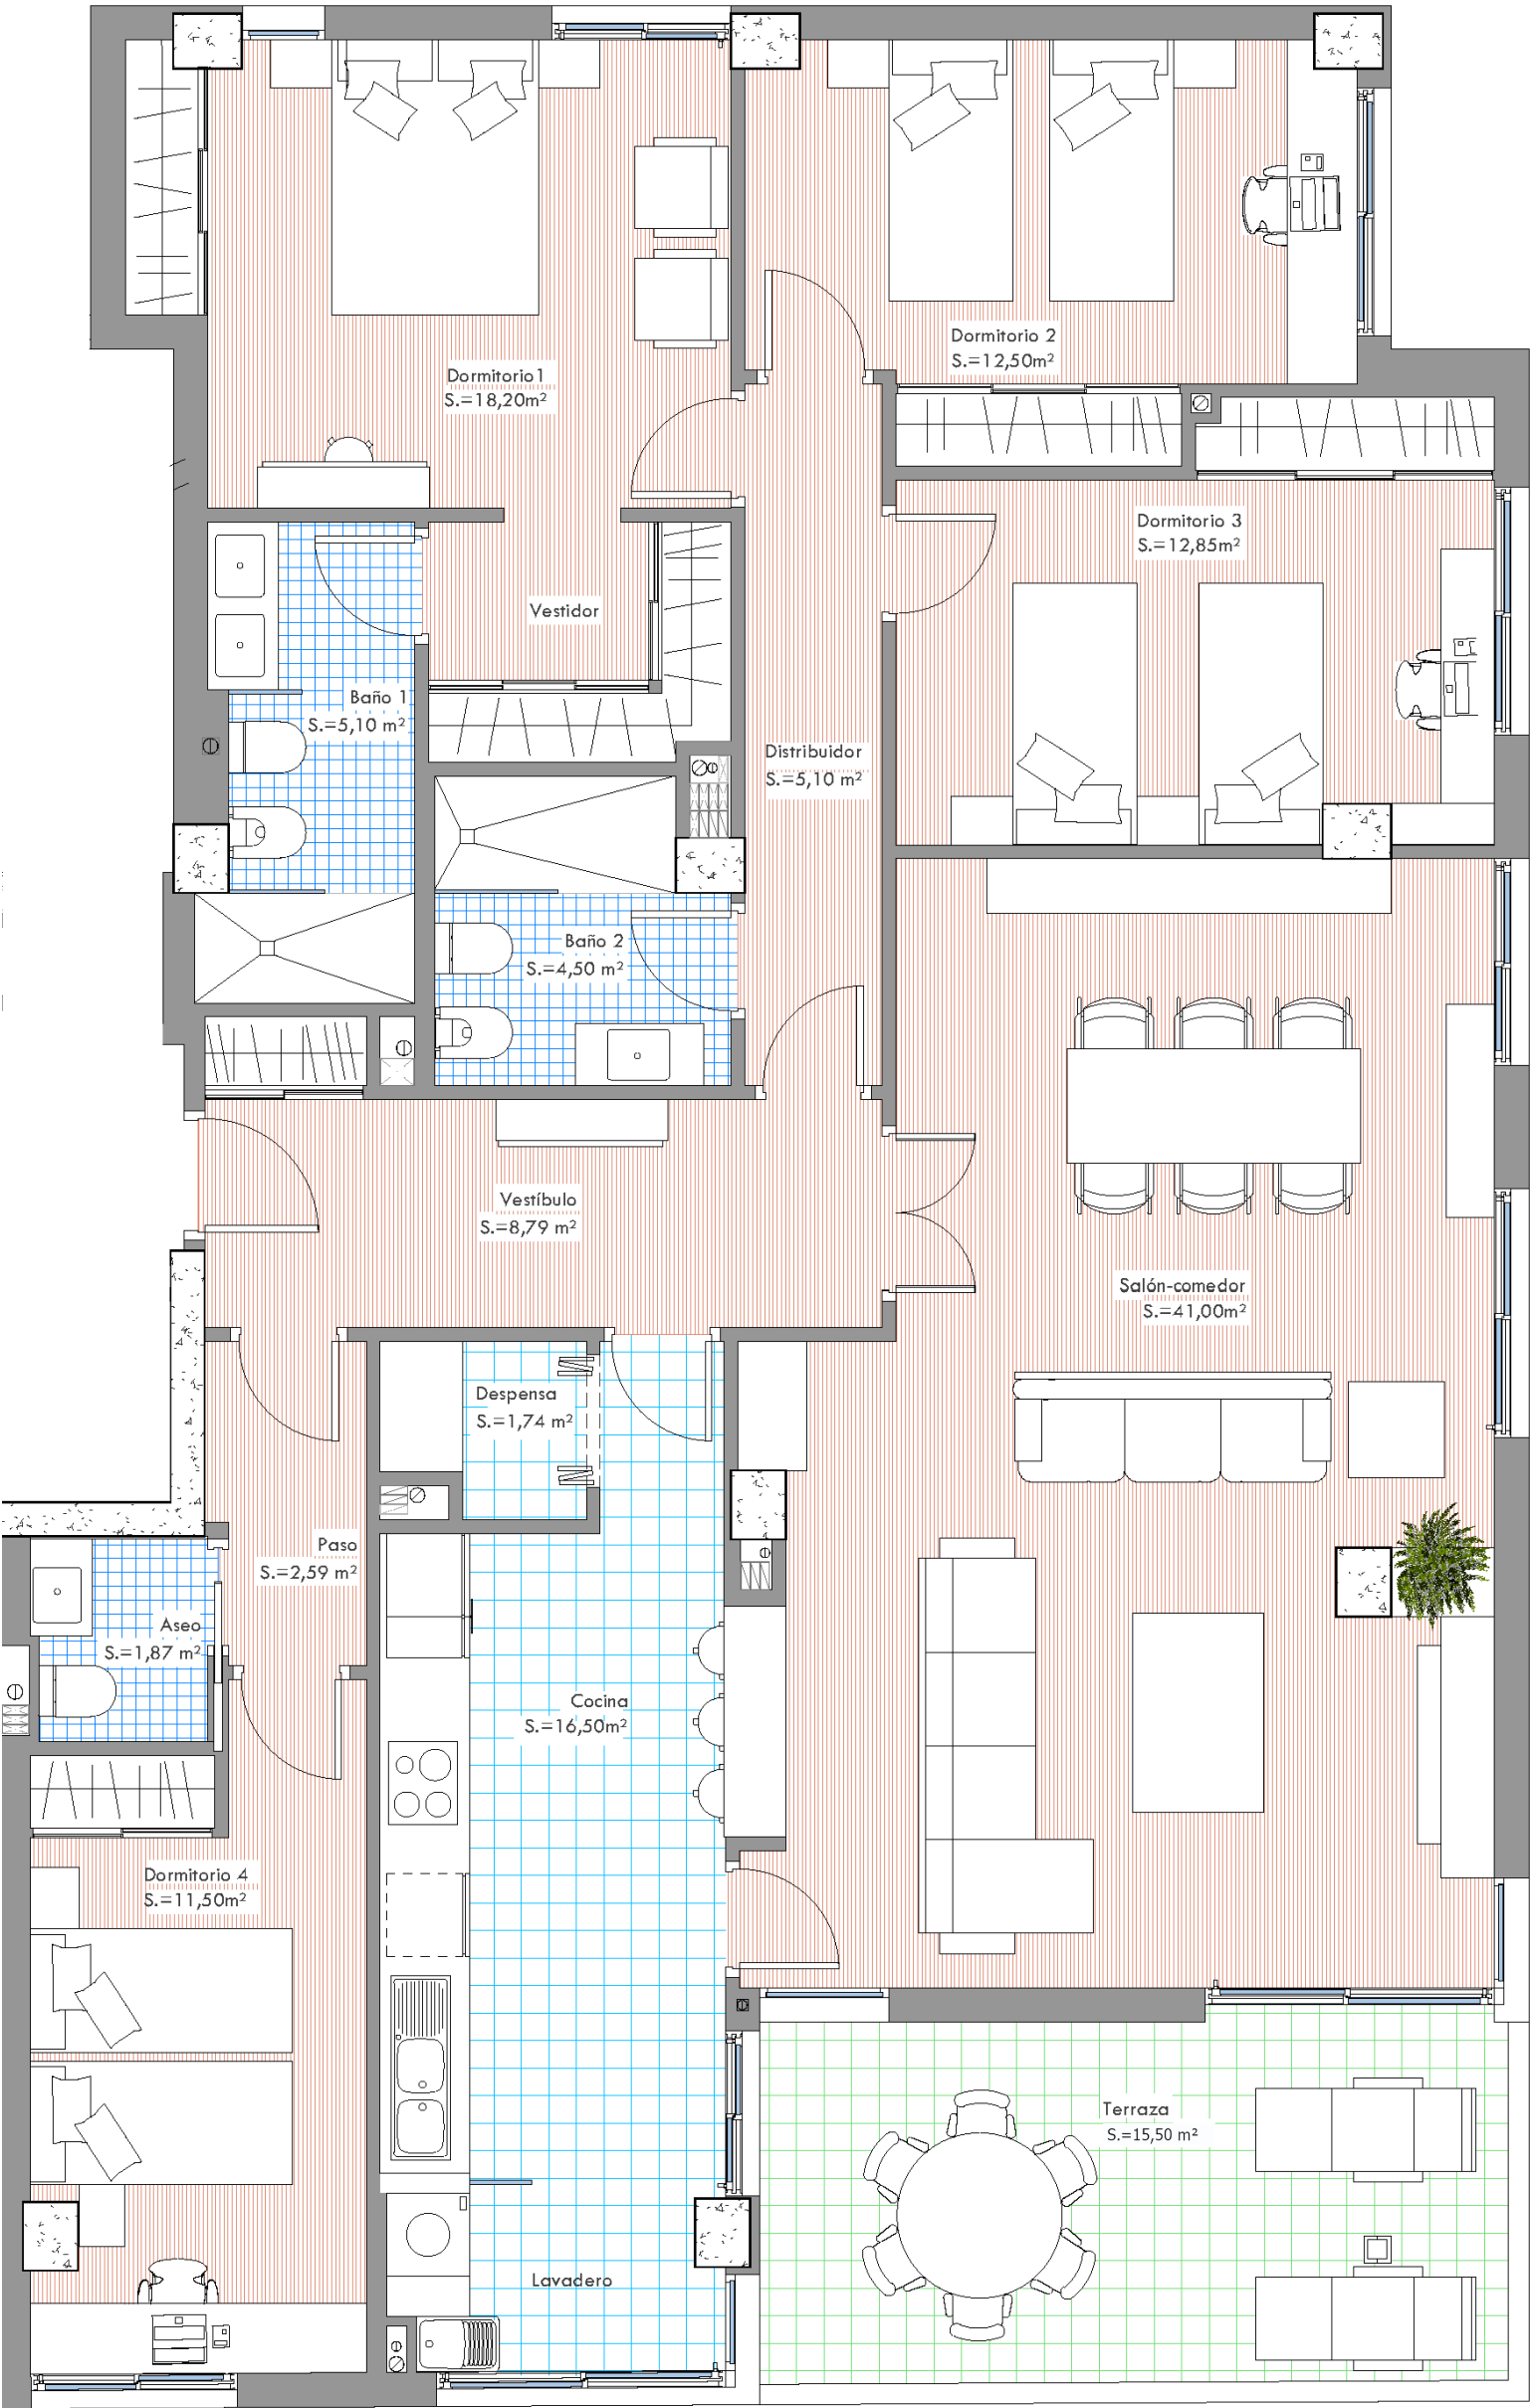 Dormitorio1
S.=18,20m²
Dormitorio 2
S.=12,50m²
Dormitorio 3
S.=12,85m²
Vestidor
Baño 1
S.=5,10 m²
Distribuidor
S.=5,10 m²
Baño 2
S.=4,50 m²
Vestíbulo
S.=8,79 m²
Salón-comedor
S.=41,00m²
Despensa
S.=1,74 m²
Paso
S.=2,59 m²
Aseo
S.=1,87 m²
Cocina
S.=16,50m²
Dormitorio 4
S.=11,50m²
Terraza
S.=15,50 m²
Lavadero